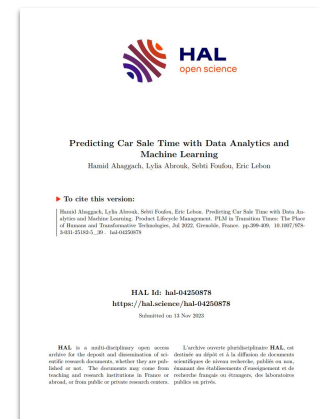 HAL
open science
Predicting Car Sale Time with Data Analytics and
Machine Learning
Hamid Ahaggach, Lylia Abrouk, Sebti Foufou, Eric Lebon
▶ To cite this version:
Hamid Ahaggach, Lylia Abrouk, Sebti Foufou, Eric Lebon. Predicting Car Sale Time with Data An-
alytics and Machine Learning. Product Lifecycle Management. PLM in Transition Times: The Place
of Humans and Transformative Technologies, Jul 2022, Grenoble, France. pp.399-409, 10.1007/978-
3-031-25182-5_39. hal-04250878
HAL Id: hal-04250878
https://hal.science/hal-04250878
Submitted on 13 Nov 2023
HAL is a multi-disciplinary open access
archive for the deposit and dissemination of sci-
entific research documents, whether they are pub-
lished or not. The documents may come from
teaching and research institutions in France or
abroad, or from public or private research centers.
L'archive ouverte pluridisciplinaire HAL, est
destinée au dépôt et à la diffusion de documents
scientifiques de niveau recherche, publiés ou non,
émanant des établissements d'enseignement et de
recherche français ou étrangers, des laboratoires
publics ou privés.